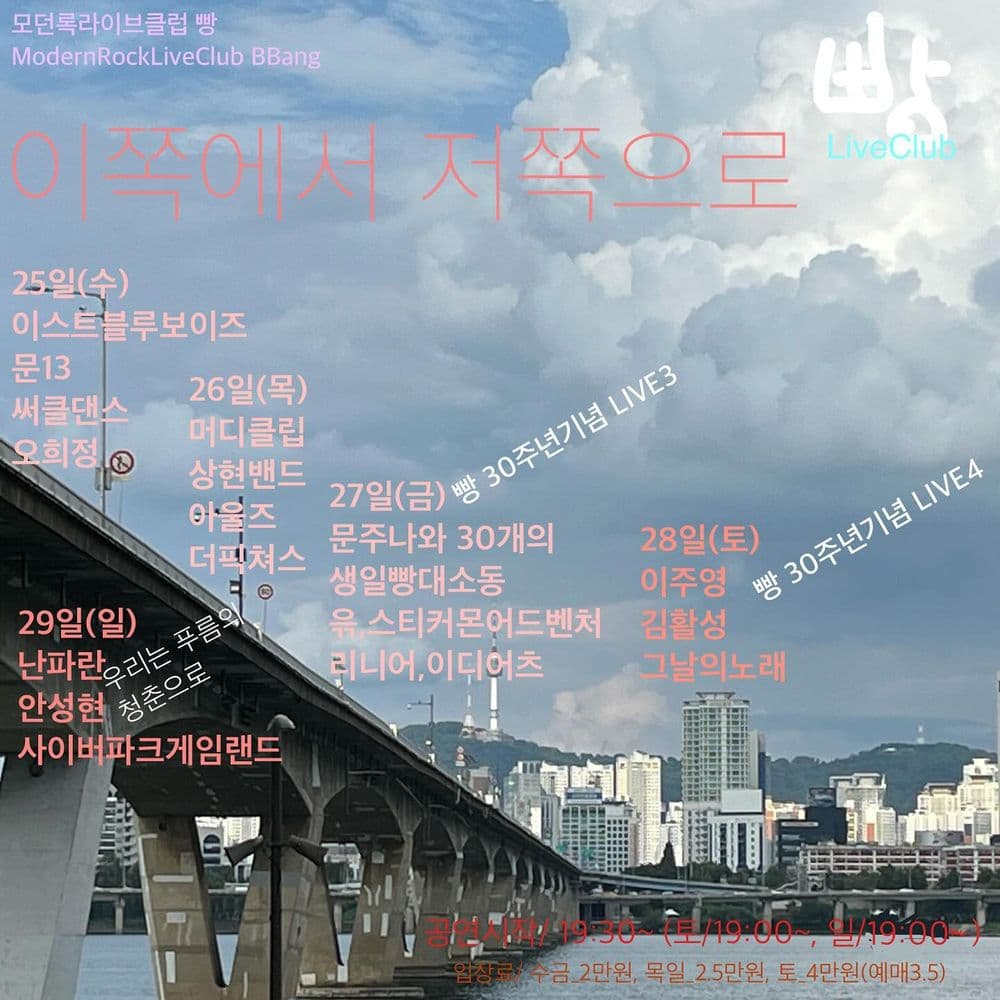 모던록라이브클럽 빵
ModernRockLiveClub BBang
빵
LiveClub
이쪽에서 저쪽으로
25일(수)
이스트블루보이즈
문13
써클댄스
오희정
26일(목)
머디클립
상현밴드
아울즈
더픽쳐스
27일(금)
빵 30주년기념 LIVE3
문주나와 30개의
생일빵대소동
윾,스티커몬어드벤처
리니어,이디어츠
28일(토)
빵 30주년기념 LIVE4
이주영
김활성
그날의노래
29일(일)
난파란
안성현
사이버파크게임랜드
우리는 푸름의
청춘으로
공연시작/ 19:30~ (토/19:00~, 일/19:00~)
입장료/ 수금_2만원, 목일_2.5만원, 토_4만원(예매3.5)